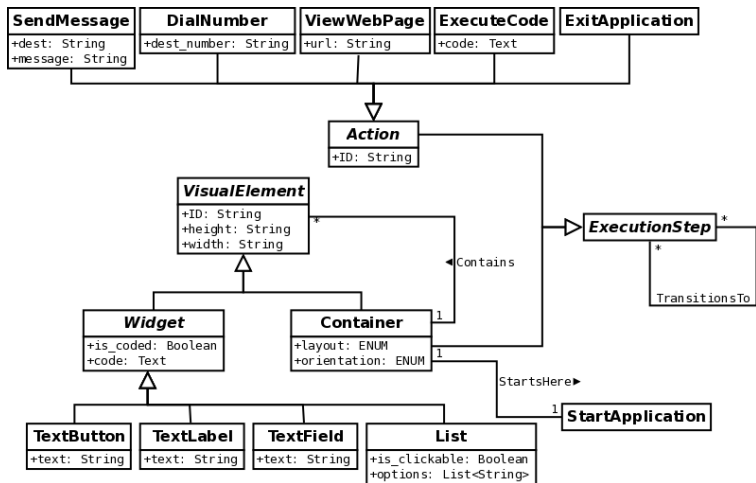 SendMessage
+dest: String
+message: String
DialNumber
+dest_number: String
ViewWebPage
+url: String
ExecuteCode
+code: Text
ExitApplication
Action
+ID: String
VisualElement
+ID: String
+height: String
+width: String
*
ExecutionStep
*
*
TransitionsTo
◄Contains
Widget
+is_coded: Boolean
+code: Text
Container
+layout: ENUM
+orientation: ENUM
1
1
StartsHere►
1
StartApplication
TextButton
+text: String
TextLabel
+text: String
TextField
+text: String
List
+is_clickable: Boolean
+options: List<String>